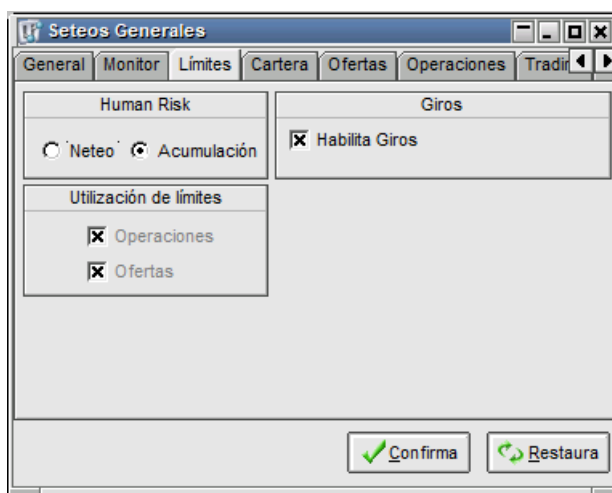 Seteos Generales
General Monitor Límites Cartera Ofertas Operaciones
Human Risk
Neteo Acumulación
Giros
Habilita Giros
Utilización de límites
Operaciones
Ofertas
Confirma Restaura